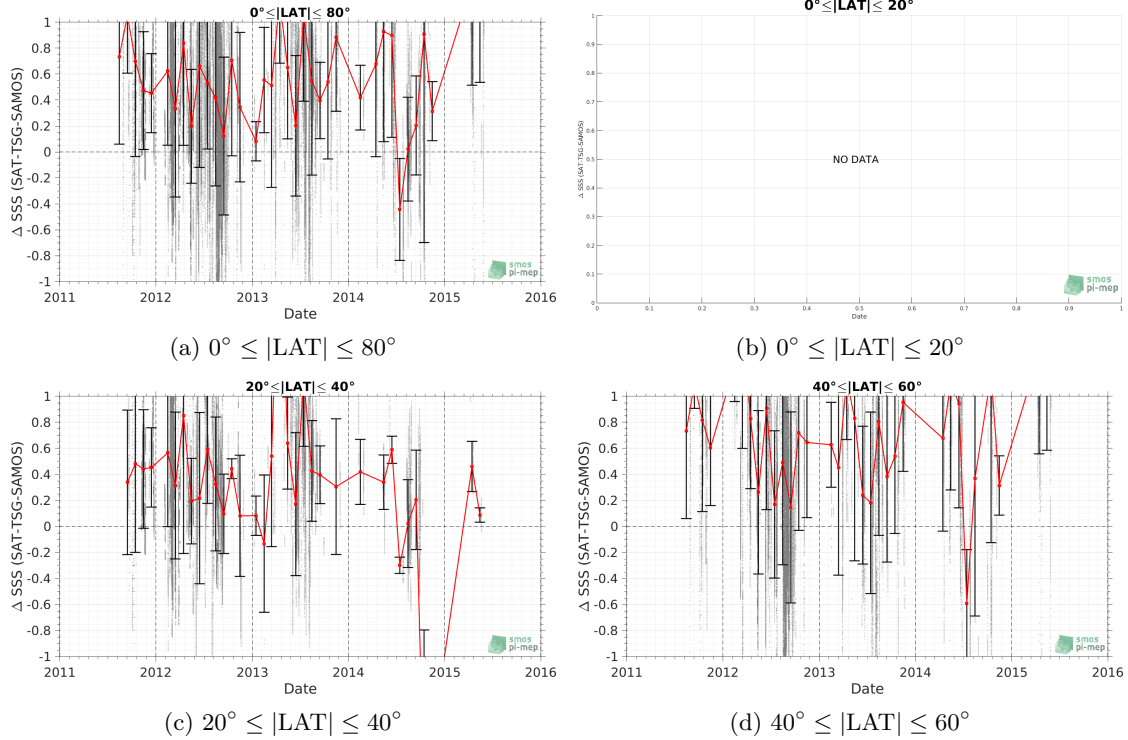 0°≤|LAT|≤ 80°
Δ SSS (SAT-TSG-SAMOS)
1
0.8
0.6
0.4
0.2
0
-0.2
-0.4
-0.6
-0.8
-1
2011 2012 2013 2014 2015 2016
Date
smos
pi-mep
(a) 0° ≤ |LAT| ≤ 80°
0°≤|LAT|≤ 20°
Δ SSS (SAT-TSG-SAMOS)
1
0.9
0.8
0.7
0.6
0.5
0.4
0.3
0.2
0.1
0
NO DATA
0 0.1 0.2 0.3 0.4 0.5 0.6 0.7 0.8 0.9 1
Date
smos
pi-mep
(b) 0° ≤ |LAT| ≤ 20°
20°≤|LAT|≤ 40°
Δ SSS (SAT-TSG-SAMOS)
1
0.8
0.6
0.4
0.2
0
-0.2
-0.4
-0.6
-0.8
-1
2011 2012 2013 2014 2015 2016
Date
smos
pi-mep
(c) 20° ≤ |LAT| ≤ 40°
40°≤|LAT|≤ 60°
Δ SSS (SAT-TSG-SAMOS)
1
0.8
0.6
0.4
0.2
0
-0.2
-0.4
-0.6
-0.8
-1
2011 2012 2013 2014 2015 2016
Date
smos
pi-mep
(d) 40° ≤ |LAT| ≤ 60°